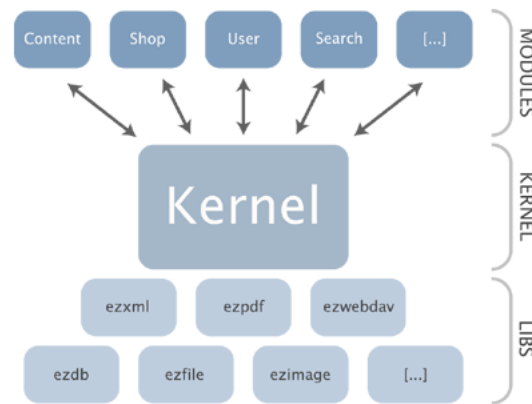 Content
Shop
User
Search
[...]
MODULES
Kernel
KERNEL
ezxml
ezpdf
ezwebdav
ezdb
ezfile
ezimage
[...]
LIBS